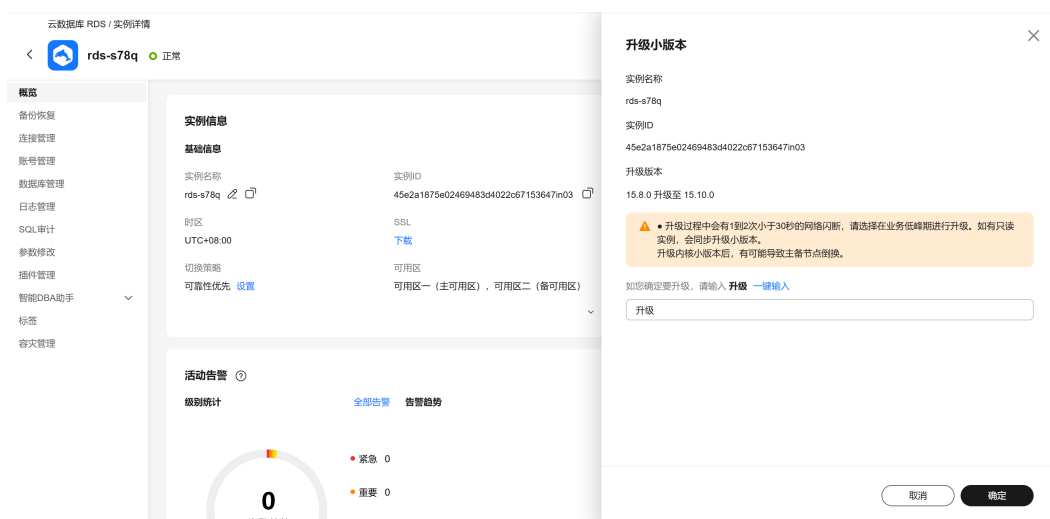 云数据库 RDS / 实例详情
rds-s78q 正常
概览
备份恢复
连接管理
账号管理
数据库管理
日志管理
SQL审计
参数修改
插件管理
智能DBA助手
标签
容灾管理
实例信息
基础信息
实例名称 实例ID
rds-s78q 45e2a1875e02469483d4022c67153647in03
时区 SSL
UTC+08:00 下载
切换策略 可用区
可靠性优先 设置 可用区一（主可用区），可用区二（备可用区）
活动告警
级别统计 全部告警 告警趋势
紧急 0
重要 0
0
升级小版本
实例名称
rds-s78q
实例ID
45e2a1875e02469483d4022c67153647in03
升级版本
15.8.0 升级至 15.10.0
● 升级过程中会有1到2次小于30秒的网络闪断，请选择在业务低峰期进行升级。如有只读
实例，会同步升级小版本。
升级内核小版本后，有可能导致主备节点倒换。
如您确定要升级，请输入 升级 一键输入
升级
取消 确定